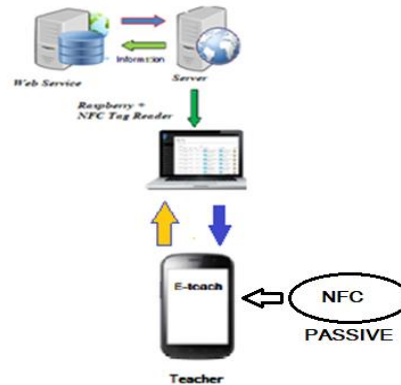 Information
Web Service
Server
Raspberry +
NFC Tag Reader
E-teach
NFC
PASSIVE
Teacher